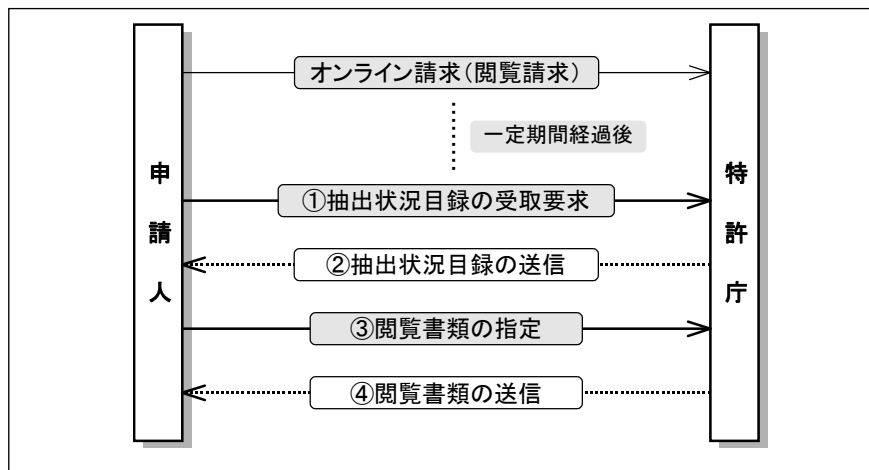 オンライン請求(閲覧請求)
一定期間経過後
申請人
特許庁
①抽出状況目録の受取要求
②抽出状況目録の送信
③閲覧書類の指定
④閲覧書類の送信